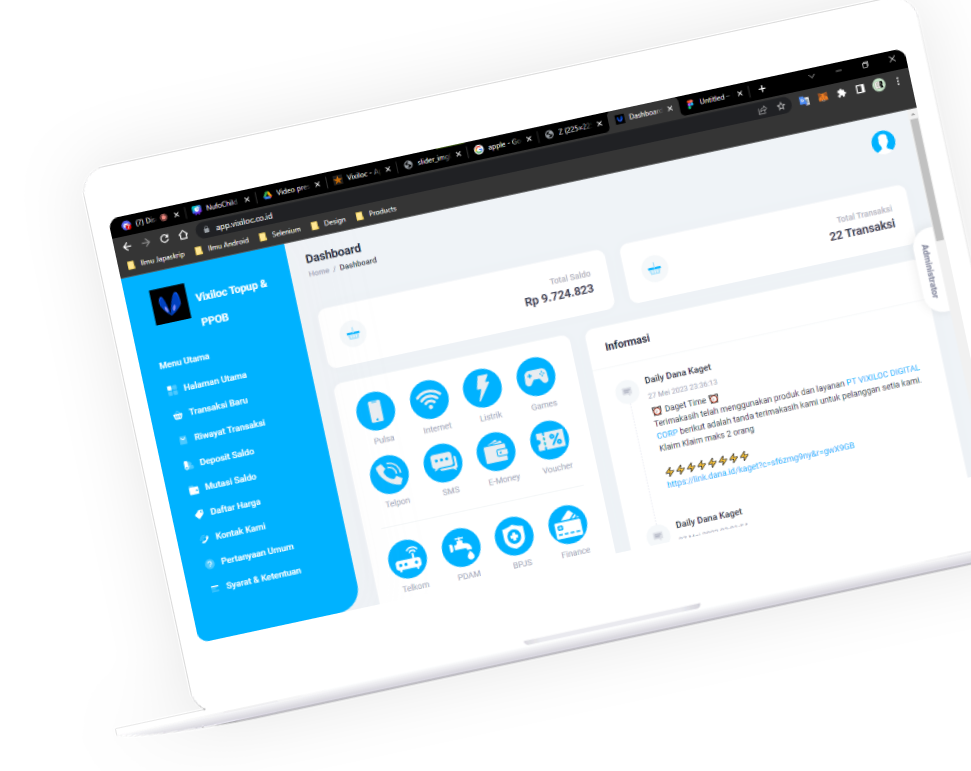 (7) Di
NufoChild
Video pre
Vixiloc - A
slider_img
apple - Go
Z (225×22
Dashboar
Untitled -
app.vixiloc.co.id
Ilmu Japaskrip
Ilmu Android
Selenium
Design
Products
Vixiloc Topup &
PPOB
Menu Utama
Halaman Utama
Transaksi Baru
Riwayat Transaksi
Deposit Saldo
Mutasi Saldo
Daftar Harga
Kontak Kami
Pertanyaan Umum
Syarat & Ketentuan
Dashboard
Home / Dashboard
Total Saldo
Rp 9.724.823
Total Transaksi
22 Transaksi
Administrator
Pulsa
Internet
Listrik
Games
Telpon
SMS
E-Money
Voucher
Telkom
PDAM
BPJS
Finance
Informasi
Daily Dana Kaget
27 Mei 2023 23:36:13
⏰ Daget Time ⏰
Terimakasih telah menggunakan produk dan layanan PT VIXILOC DIGITAL
CORP berikut adalah tanda terimakasih kami untuk pelanggan setia kami.
Klaim Klaim maks 2 orang
⚡⚡⚡⚡⚡⚡⚡⚡
https://link.dana.id/kaget?c=sf6zmg9ny&r=gwX9GB
Daily Dana Kaget